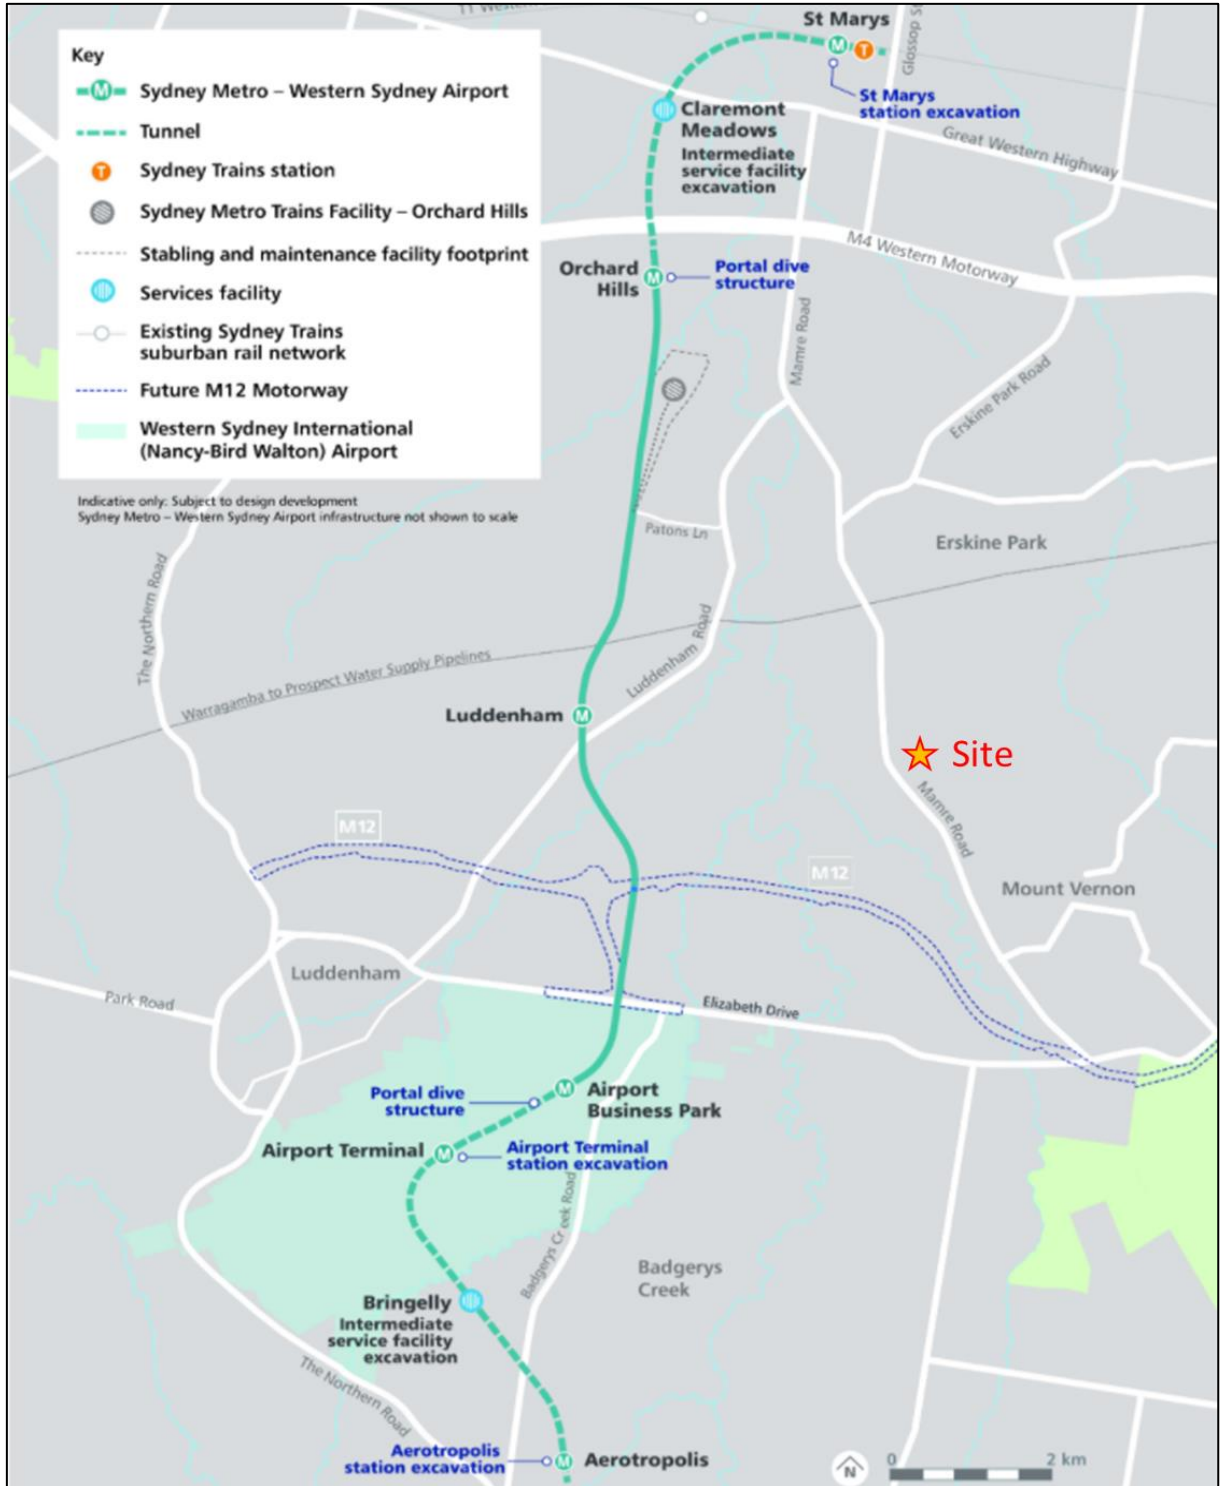 T1 Western
St Marys
M
T
Glossop St
Key
M
Sydney Metro – Western Sydney Airport
Tunnel
T
Sydney Trains station
Sydney Metro Trains Facility – Orchard Hills
Stabling and maintenance facility footprint
Services facility
Existing Sydney Trains
suburban rail network
Future M12 Motorway
Western Sydney International
(Nancy-Bird Walton) Airport
Indicative only: Subject to design development
Sydney Metro – Western Sydney Airport infrastructure not shown to scale
St Marys
station excavation
Claremont
Meadows
Intermediate
service facility
excavation
Great Western Highway
M4 Western Motorway
Orchard
Hills
M
Portal dive
structure
Mamre Road
Erskine Park Road
Patons Ln
Erskine Park
The Northern Road
Warragamba to Prospect Water Supply Pipelines
Luddenham Road
Luddenham
M
Site
Mamre Road
M12
M12
Mount Vernon
Luddenham
Park Road
Elizabeth Drive
Portal dive
structure
M
Airport
Business Park
Airport Terminal
M
Airport Terminal
station excavation
Badgerys Creek Road
Badgerys
Creek
Bringelly
Intermediate
service facility
excavation
The Northern Road
Aerotropolis
station excavation
M
Aerotropolis
N
0
2 km